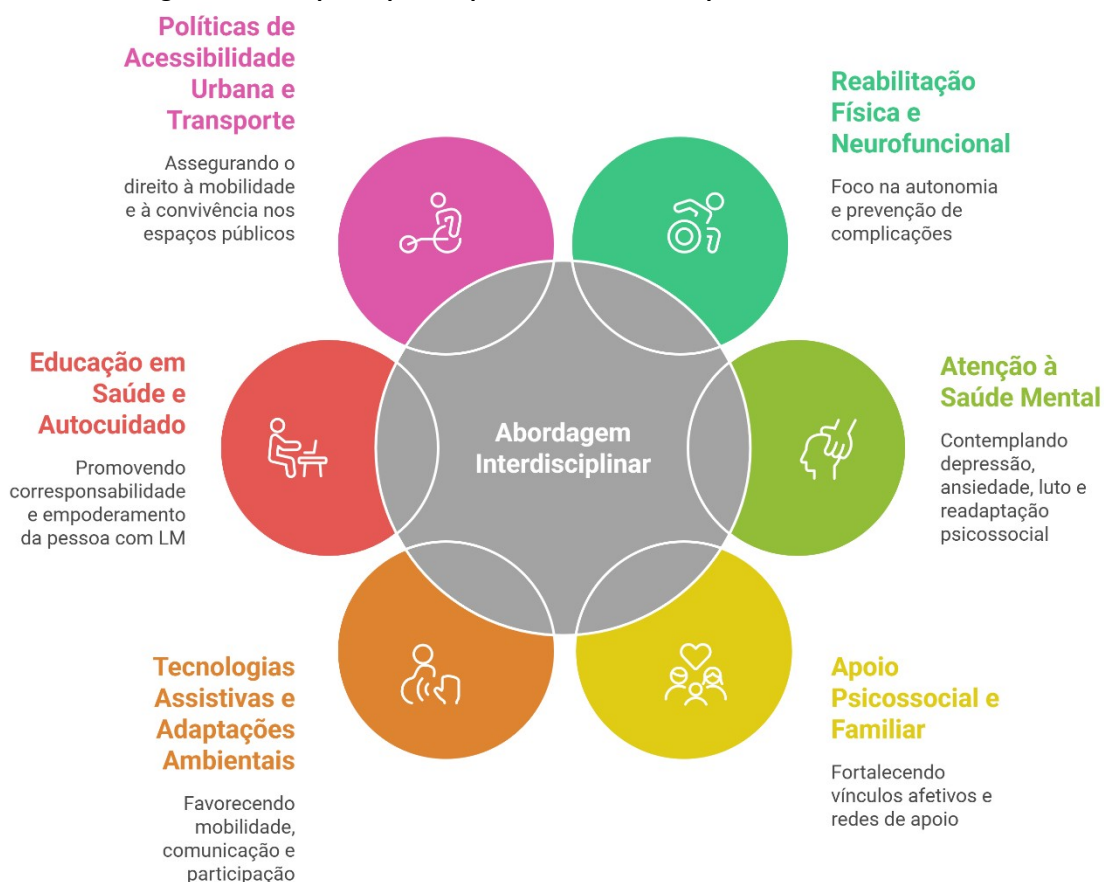 Políticas de
Acessibilidade
Urbana e
Transporte
Assegurando o
direito à mobilidade
e à convivência nos
espaços públicos
Reabilitação
Física e
Neurofuncional
Foco na autonomia
e prevenção de
complicações
Educação em
Saúde e
Autocuidado
Promovendo
corresponsabilidade
e empoderamento
da pessoa com LM
Abordagem
Interdisciplinar
Atenção à
Saúde Mental
Contemplando
depressão,
ansiedade, luto e
readaptação
psicossocial
Tecnologias
Assistivas e
Adaptações
Ambientais
Favorecendo
mobilidade,
comunicação e
participação
Apoio
Psicossocial e
Familiar
Fortalecendo
vínculos afetivos e
redes de apoio